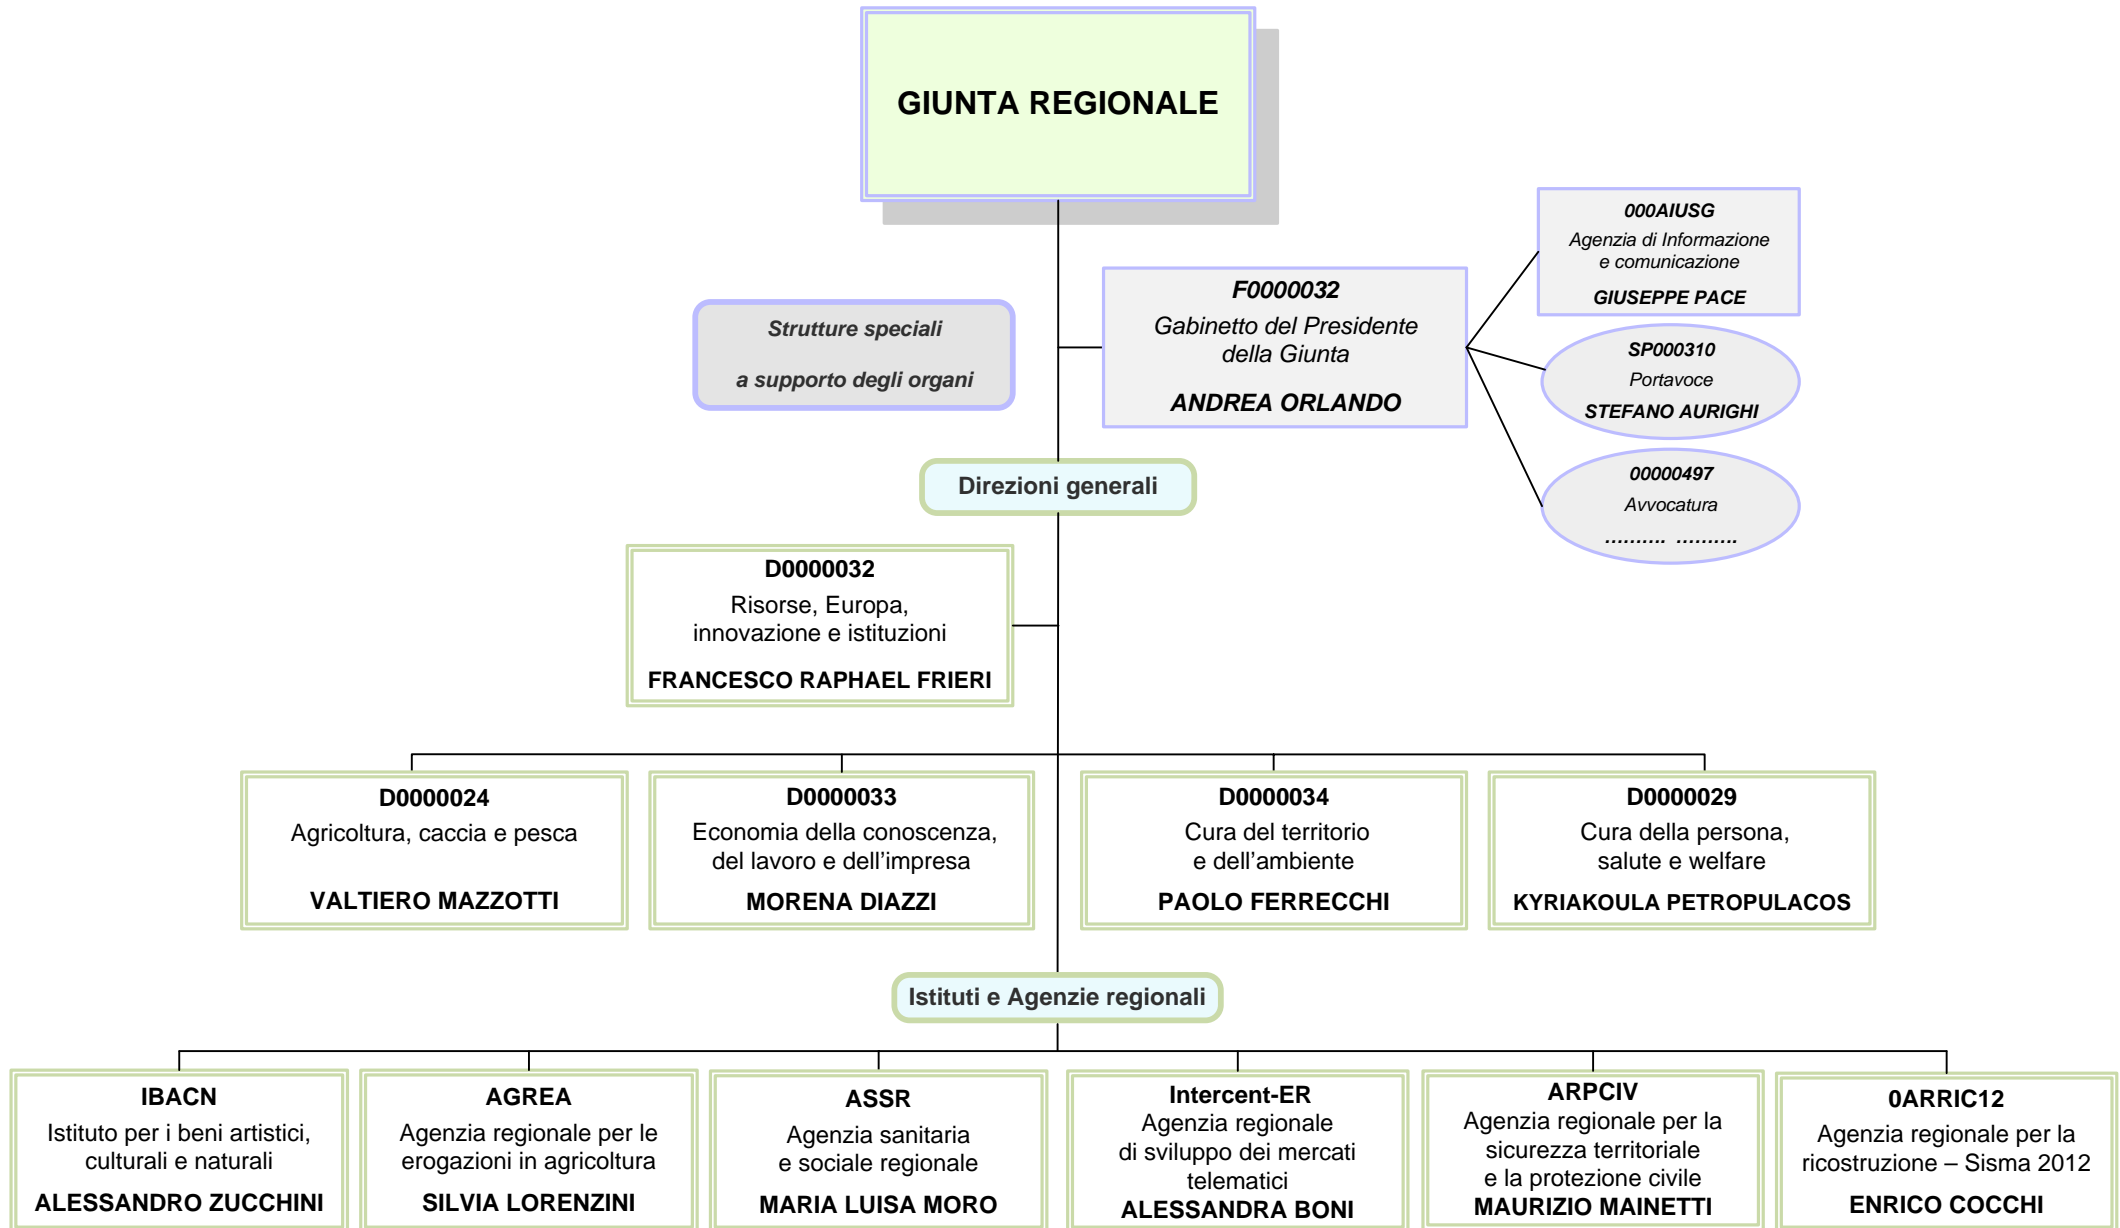 GIUNTA REGIONALE
000AIUSG
Agenzia di Informazione
e comunicazione
GIUSEPPE PACE
F0000032
Gabinetto del Presidente
della Giunta
ANDREA ORLANDO
Strutture speciali
a supporto degli organi
SP000310
Portavoce
STEFANO AURIGHI
00000497
Avvocatura
.......... ..........
Direzioni generali
D0000032
Risorse, Europa,
innovazione e istituzioni
FRANCESCO RAPHAEL FRIERI
D0000024
Agricoltura, caccia e pesca
VALTIERO MAZZOTTI
D0000033
Economia della conoscenza,
del lavoro e dell’impresa
MORENA DIAZZI
D0000034
Cura del territorio
e dell’ambiente
PAOLO FERRECCHI
D0000029
Cura della persona,
salute e welfare
KYRIAKOULA PETROPULACOS
Istituti e Agenzie regionali
IBACN
Istituto per i beni artistici,
culturali e naturali
ALESSANDRO ZUCCHINI
AGREA
Agenzia regionale per le
erogazioni in agricoltura
SILVIA LORENZINI
ASSR
Agenzia sanitaria
e sociale regionale
MARIA LUISA MORO
Intercent-ER
Agenzia regionale
di sviluppo dei mercati
telematici
ALESSANDRA BONI
ARPCIV
Agenzia regionale per la
sicurezza territoriale
e la protezione civile
MAURIZIO MAINETTI
0ARRIC12
Agenzia regionale per la
ricostruzione – Sisma 2012
ENRICO COCCHI